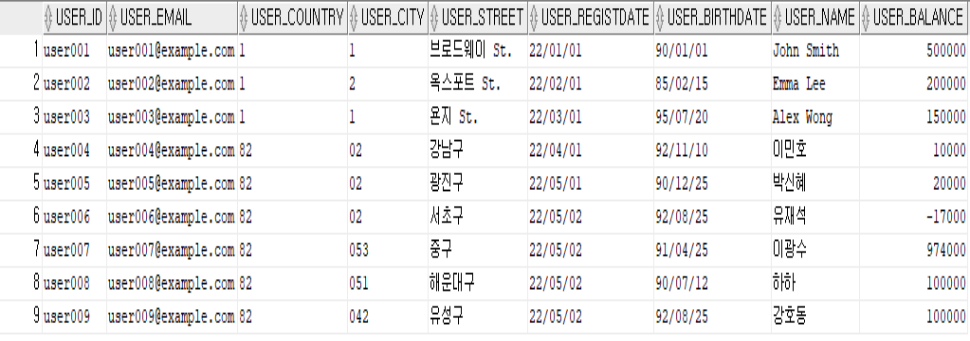 USER_ID USER_EMAIL USER_COUNTRY USER_CITY USER_STREET USER_REGISTDATE USER_BIRTHDATE USER_NAME USER_BALANCE
1 user001 user001@example.com 1 1 브로드웨이 St. 22/01/01 90/01/01 John Smith 500000
2 user002 user002@example.com 1 2 옥스포트 St. 22/02/01 85/02/15 Emma Lee 200000
3 user003 user003@example.com 1 1 욘지 St. 22/03/01 95/07/20 Alex Wong 150000
4 user004 user004@example.com 82 02 강남구 22/04/01 92/11/10 이민호 10000
5 user005 user005@example.com 82 02 광진구 22/05/01 90/12/25 박신혜 20000
6 user006 user006@example.com 82 02 서초구 22/05/02 92/08/25 유재석 -17000
7 user007 user007@example.com 82 053 중구 22/05/02 91/04/25 이광수 974000
8 user008 user008@example.com 82 051 해운대구 22/05/02 90/07/12 하하 100000
9 user009 user009@example.com 82 042 유성구 22/05/02 92/08/25 강호동 100000